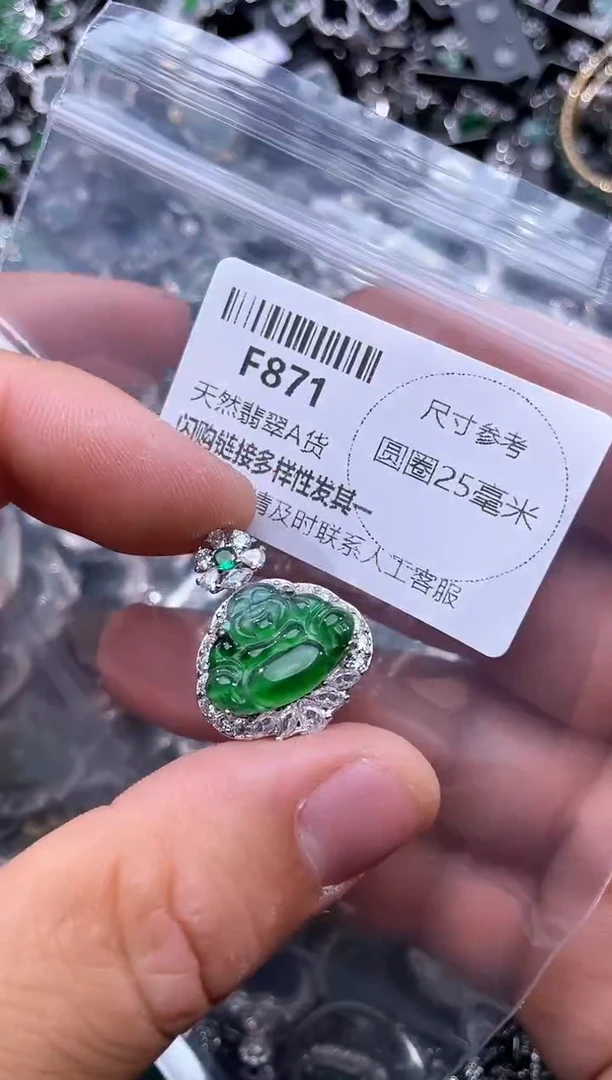 F871
天然翡翠A货
闪购链接多样性发其一
请及时联系人工客服
尺寸参考
圆圈25毫米